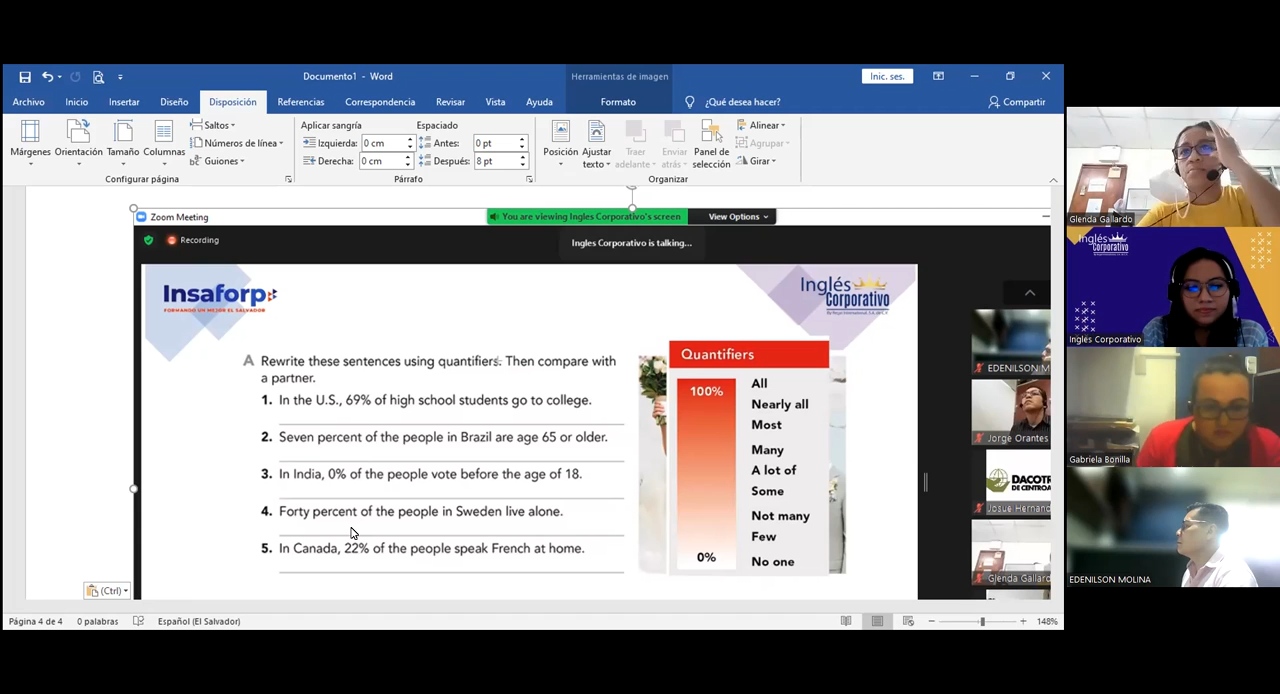 Documento1 - Word
Herramientas de imagen
Inic. ses.
Archivo Inicio Insertar Diseño Disposición Referencias Correspondencia Revisar Vista Ayuda Formato ¿Qué desea hacer? Compartir
Márgenes Orientación Tamaño Columnas
Saltos
Números de línea
Guiones
Configurar página
Aplicar sangría Espaciado
Izquierda: 0 cm Antes: 0 pt
Derecha: 0 cm Después: 8 pt
Párrafo
Posición Ajustar texto Traer adelante Enviar atrás Panel de selección
Alinear
Agrupar
Girar
Organizar
Zoom Meeting
You are viewing Ingles Corporativo's screen View Options
Recording
Ingles Corporativo is talking...
Insaforp
FORMANDO UN MEJOR EL SALVADOR
Inglés
Corporativo
A Rewrite these sentences using quantifiers. Then compare with
a partner.
1. In the U.S., 69% of high school students go to college.
2. Seven percent of the people in Brazil are age 65 or older.
3. In India, 0% of the people vote before the age of 18.
4. Forty percent of the people in Sweden live alone.
5. In Canada, 22% of the people speak French at home.
Quantifiers
100%
All
Nearly all
Most
Many
A lot of
Some
Not many
Few
0%
No one
EDENILSON M
Jorge Orantes
DACOTR
DE CENTROA
Josue Hernand
Glenda Gallard
(Ctrl)
Página 4 de 4 0 palabras Español (El Salvador) 148%
Glenda Gallardo
Inglés
Corporativo
Ingles Corporativo
Gabriela Bonilla
EDENILSON MOLINA